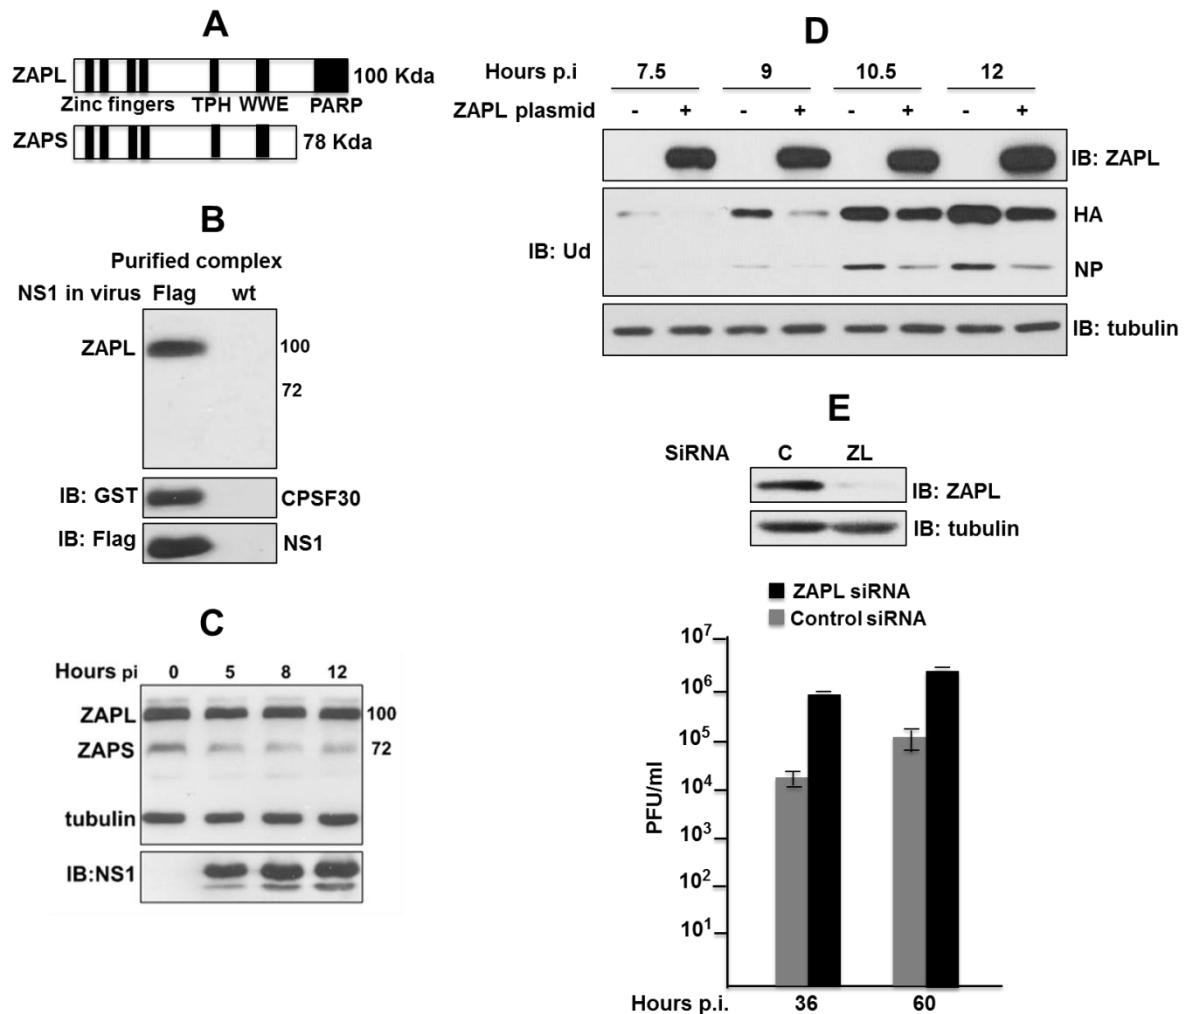 A
ZAPL 100 Kda
Zinc fingers TPH WWE PARP
ZAPS 78 Kda
B
Purified complex
NS1 in virus Flag wt
ZAPL 100
72
IB: GST CPSF30
IB: Flag NS1
C
Hours pi 0 5 8 12
ZAPL 100
ZAPS 72
tubulin
IB:NS1
D
Hours p.i 7.5 9 10.5 12
ZAPL plasmid - + - + - + - +
IB: ZAPL
HA
IB: Ud
NP
IB: tubulin
E
SiRNA C ZL
IB: ZAPL
IB: tubulin
ZAPL siRNA
Control siRNA
PFU/ml
10⁷
10⁶
10⁵
10⁴
10³
10²
10¹
Hours p.i. 36 60